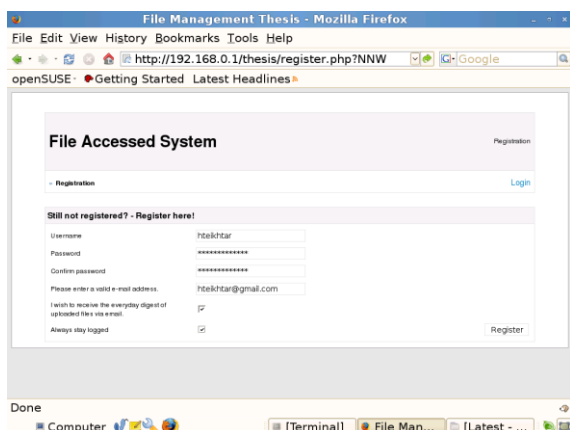 File Management Thesis - Mozilla Firefox
File Edit View History Bookmarks Tools Help
http://192.168.0.1/thesis/register.php?NNW
G Google
openSUSE Getting Started Latest Headlines
File Accessed System
Registration
Registration
Login
Still not registered? - Register here!
Username hteikhtar
Password *************
Confirm password *************
Please enter a valid e-mail address. hteikhtar@gmail.com
I wish to receive the everyday digest of
uploaded files via email.
Always stay logged
Register
Done
Computer [Terminal] File Man... [Latest - ...